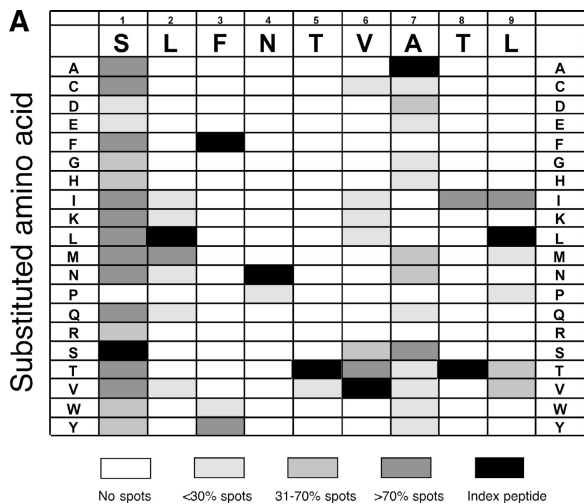 A
1 2 3 4 5 6 7 8 9
S L F N T V A T L
Substituted amino acid
A A
C C
D D
E E
F F
G G
H H
I I
K K
L L
M M
N N
P P
Q Q
R R
S S
T T
V V
W W
Y Y
No spots <30% spots 31-70% spots >70% spots Index peptide